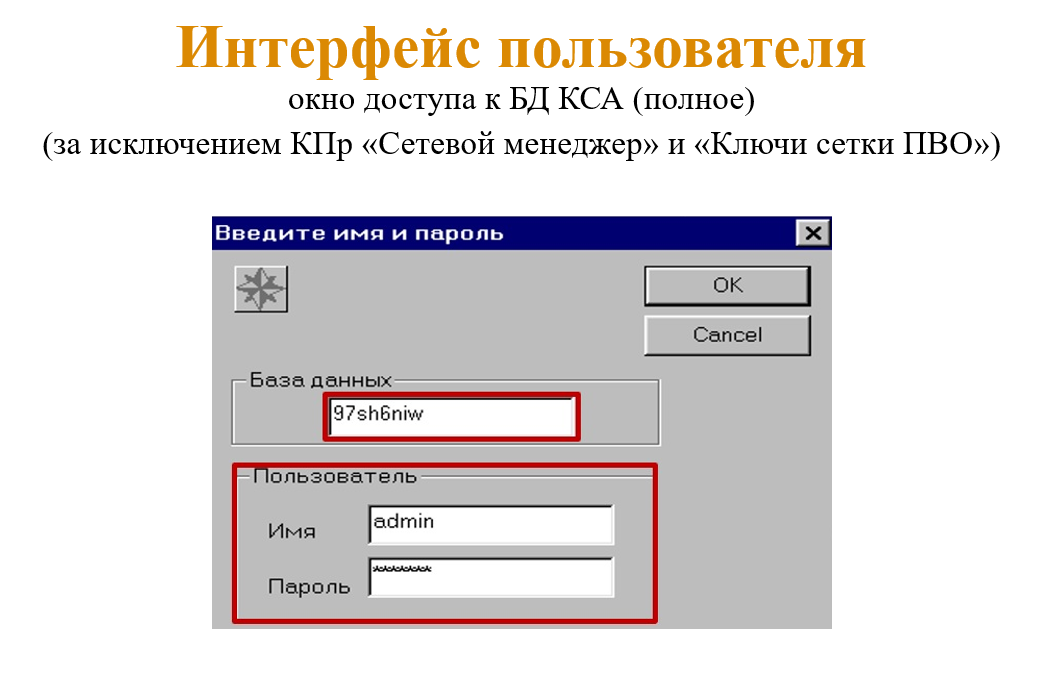 Интерфейс пользователя
окно доступа к БД КСА (полное)
(за исключением КПр «Сетевой менеджер» и «Ключи сетки ПВО»)
Введите имя и пароль
OK
Cancel
База данных
97sh6niw
Пользователь
Имя
admin
Пароль
********